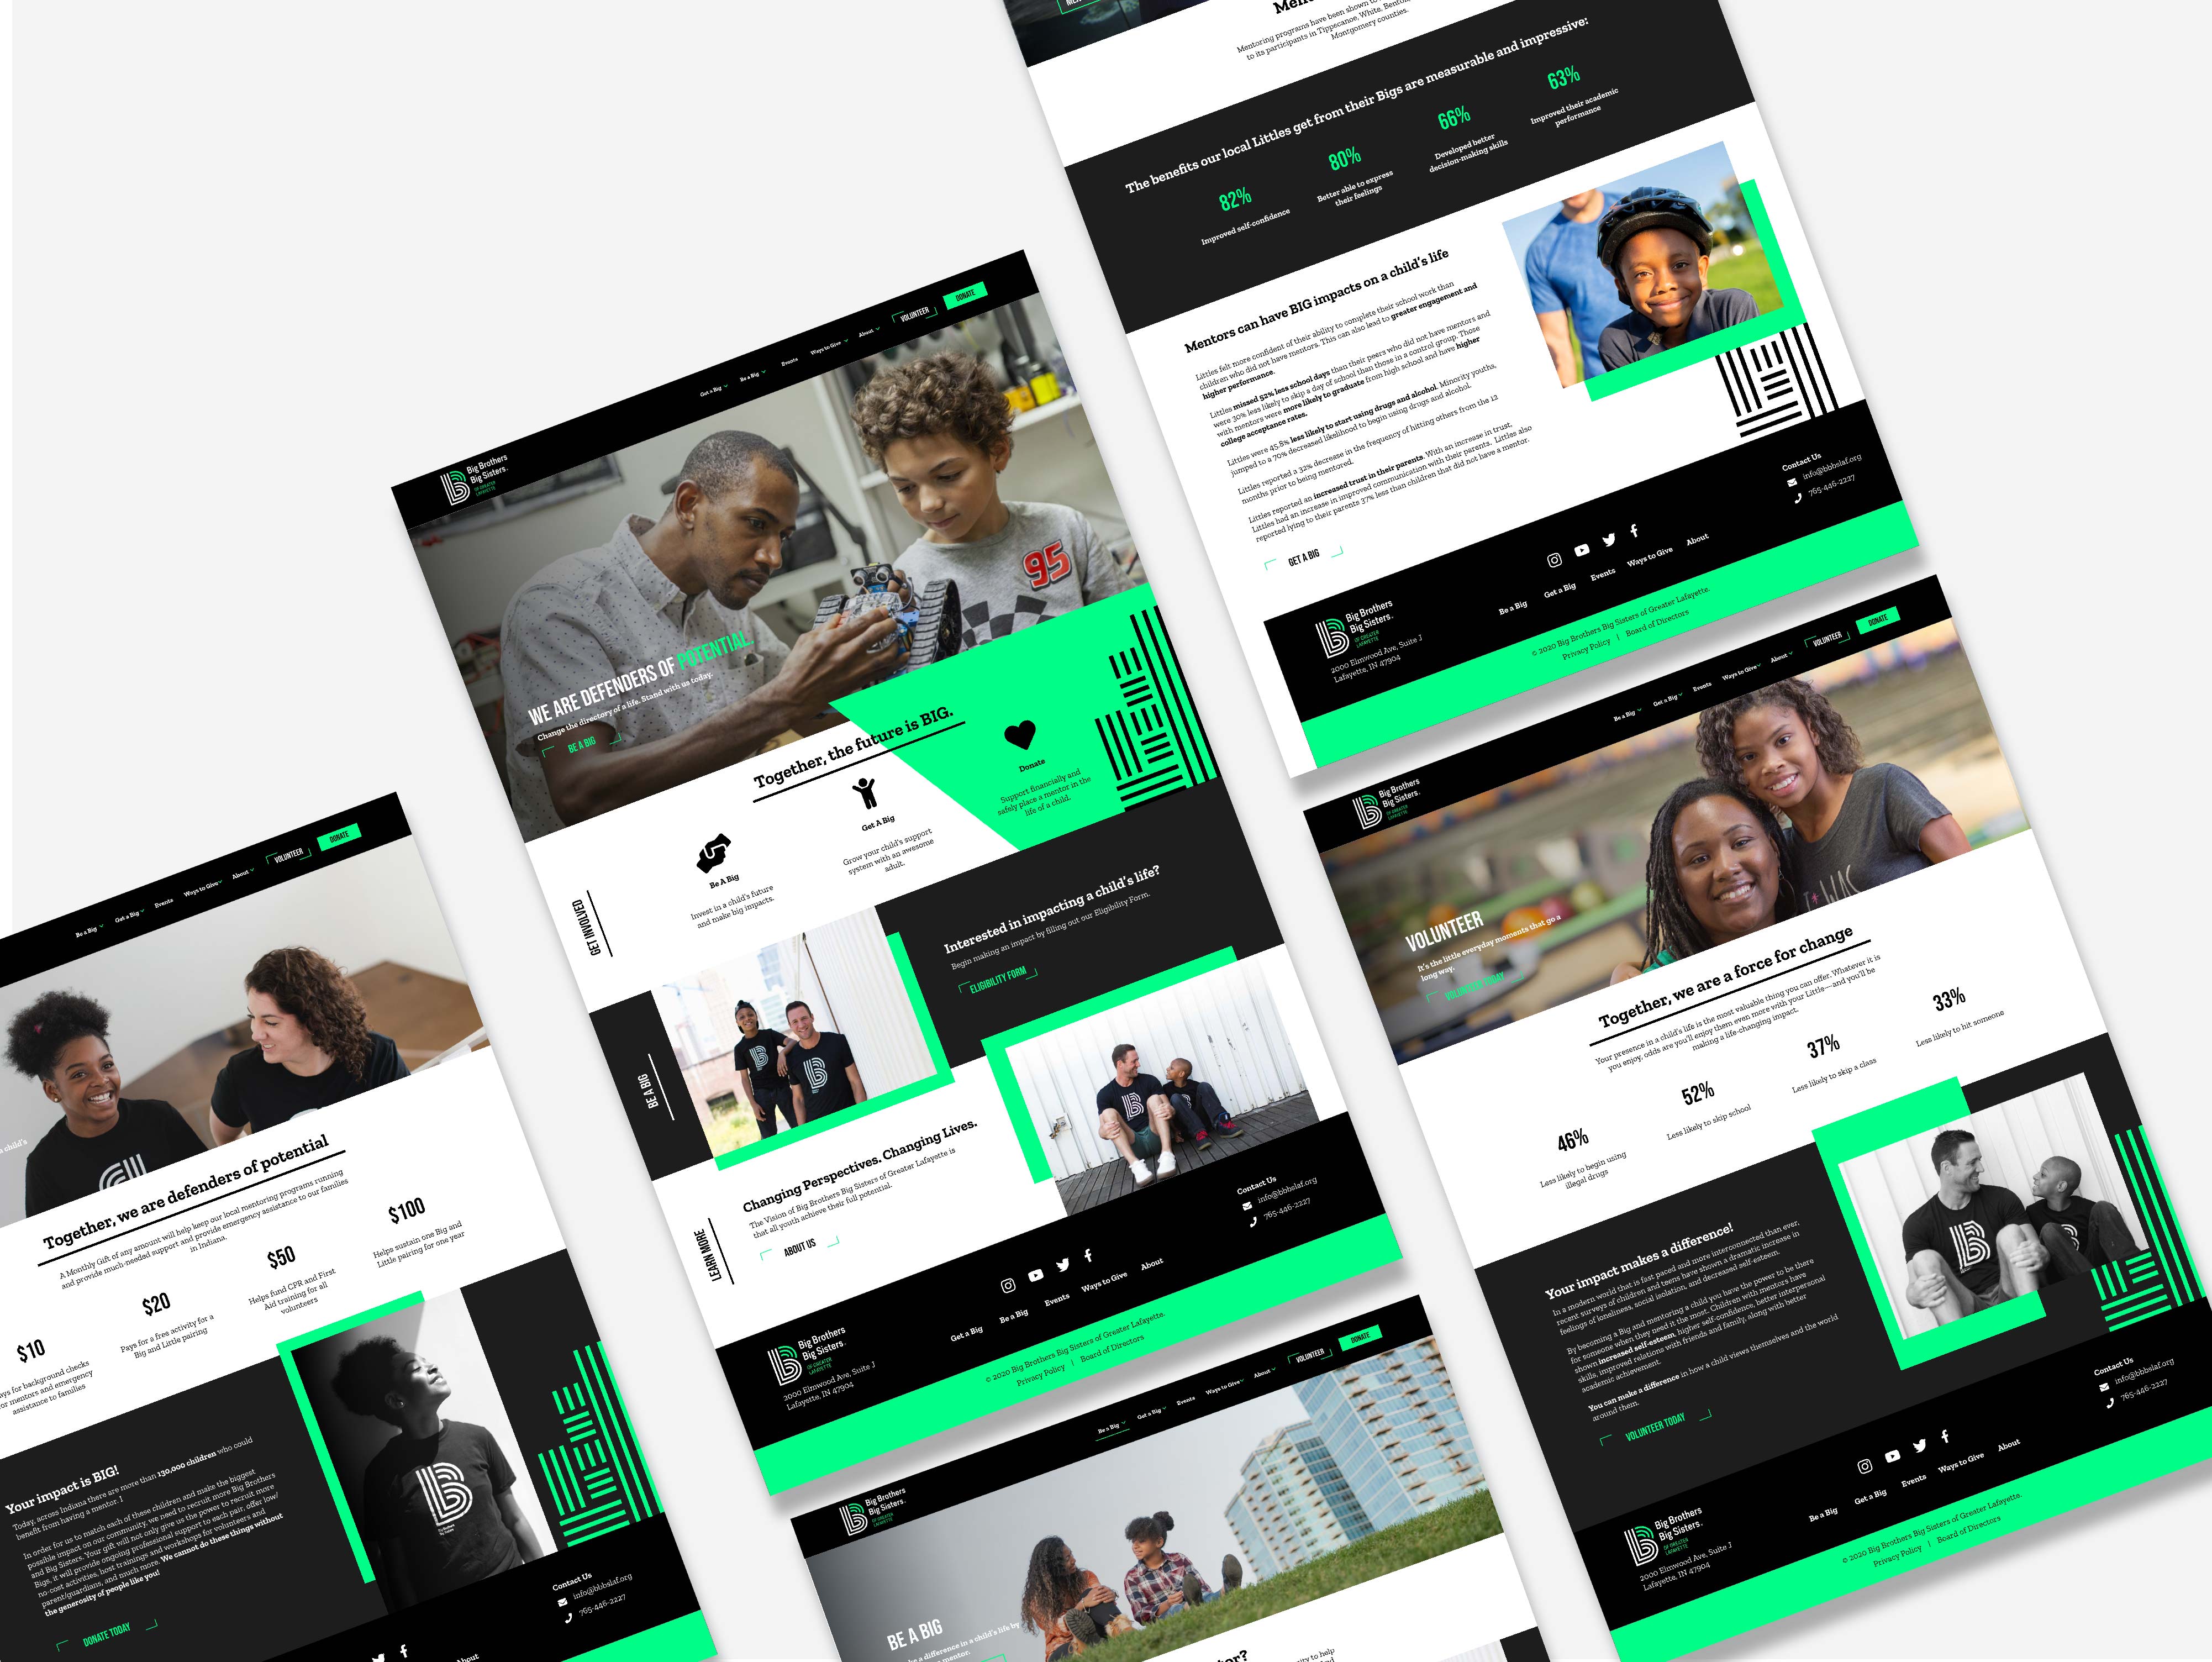 Mentoring programs have been shown to
to its participants in Tippecanoe, White, Benton,
Montgomery counties.
The benefits our local Littles get from their Bigs are measurable and impressive:
82%
Improved self-confidence
80%
Better able to express
their feelings
66%
Developed better
decision-making skills
63%
Improved their academic
performance
Mentors can have BIG impacts on a child's life
Littles felt more confident of their ability to complete their school work than
children who did not have mentors. This can also lead to greater engagement and
higher performance.
Littles missed 52% less school days than their peers who did not have mentors and
were 30% less likely to skip a day of school than those in a control group. Those
with mentors were more likely to graduate from high school and have higher
college acceptance rates.
Littles were 45.8% less likely to start using drugs and alcohol. Minority youths,
jumped to a 70% decreased likelihood to begin using drugs and alcohol.
Littles reported a 32% decrease in the frequency of hitting others from the 12
months prior to being mentored.
Littles reported an increased trust in their parents. With an increase in trust,
Littles had an increase in improved communication with their parents. Littles also
reported lying to their parents 37% less than children that did not have a mentor.
GET A BIG
Big Brothers
Big Sisters.
OF GREATER
LAFAYETTE
2000 Elmwood Ave, Suite J
Lafayette, IN 47904
Be a Big
Get a Big
Events
Ways to Give
About
Contact Us
info@bbbslaf.org
765-446-2227
© 2020 Big Brothers Big Sisters of Greater Lafayette.
Privacy Policy | Board of Directors
Big Brothers
Big Sisters.
OF GREATER
LAFAYETTE
Get a Big
Be a Big
Events
Ways to Give
About
VOLUNTEER
DONATE
95
WE ARE DEFENDERS OF POTENTIAL.
Change the directory of a life. Stand with us today.
BE A BIG
Together, the future is BIG.
GET INVOLVED
Be A Big
Invest in a child's future
and make big impacts.
Get A Big
Grow your child's support
system with an awesome
adult.
Donate
Support financially and
safely place a mentor in the
life of a child.
BE A BIG
Interested in impacting a child's life?
Begin making an impact by filling out our Eligibility Form.
ELIGIBILITY FORM
LEARN MORE
Changing Perspectives. Changing Lives.
The Vision of Big Brothers Big Sisters of Greater Lafayette is
that all youth achieve their full potential.
ABOUT US
Big Brothers
Big Sisters.
OF GREATER
LAFAYETTE
2000 Elmwood Ave, Suite J
Lafayette, IN 47904
Get a Big
Be a Big
Events
Ways to Give
About
Contact Us
info@bbbslaf.org
765-446-2227
© 2020 Big Brothers Big Sisters of Greater Lafayette.
Privacy Policy | Board of Directors
Be a Big
Get a Big
Events
Ways to Give
About
VOLUNTEER
DONATE
a child's
Together, we are defenders of potential
A Monthly Gift of any amount will help keep our local mentoring programs running
and provide much-needed support and provide emergency assistance to our families
in Indiana.
$10
for background checks
mentors and emergency
assistance to families
$20
Pays for a free activity for a
Big and Little pairing
$50
Helps fund CPR and First
Aid training for all
volunteers
$100
Helps sustain one Big and
Little pairing for one year
Your impact is BIG!
Today, across Indiana there are more than 130,000 children who could
benefit from having a mentor. 1
In order for us to match each of these children and make the biggest
possible impact on our community, we need to recruit more Big Brothers
and Big Sisters. Your gift will not only give us the power to recruit more
Bigs, it will provide ongoing professional support to each pair, offer low/
no-cost activities, host trainings and workshops for volunteers and
parent/guardians, and much more. We cannot do these things without
the generosity of people like you!
DONATE TODAY
Contact Us
info@bbbslaf.org
765-446-2227
Big Brothers
Big Sisters.
OF GREATER
LAFAYETTE
Be a Big
Get a Big
Events
Ways to Give
About
VOLUNTEER
DONATE
BE A BIG
a difference in a child's life by
mentor.
Big Brothers
Big Sisters.
OF GREATER
LAFAYETTE
Be a Big
Get a Big
Events
Ways to Give
About
VOLUNTEER
DONATE
VOLUNTEER
It's the little everyday moments that go a
long way.
VOLUNTEER TODAY
Together, we are a force for change
Your presence in a child's life is the most valuable thing you can offer. Whatever it is
you enjoy, odds are you'll enjoy them even more with your Little—and you'll be
making a life-changing impact.
46%
Less likely to begin using
illegal drugs
52%
Less likely to skip school
37%
Less likely to skip a class
33%
Less likely to hit someone
Your impact makes a difference!
In a modern world that is fast paced and more interconnected than ever,
recent surveys of children and teens have shown a dramatic increase in
feelings of loneliness, social isolation, and decreased self-esteem.
By becoming a Big and mentoring a child you have the power to be there
for someone when they need it the most. Children with mentors have
shown increased self-esteem, higher self-confidence, better interpersonal
skills, improved relations with friends and family, along with better
academic achievement.
You can make a difference in how a child views themselves and the world
around them.
VOLUNTEER TODAY
Big Brothers
Big Sisters.
OF GREATER
LAFAYETTE
2000 Elmwood Ave, Suite J
Lafayette, IN 47904
Be a Big
Get a Big
Events
Ways to Give
About
Contact Us
info@bbbslaf.org
765-446-2227
© 2020 Big Brothers Big Sisters of Greater Lafayette.
Privacy Policy | Board of Directors